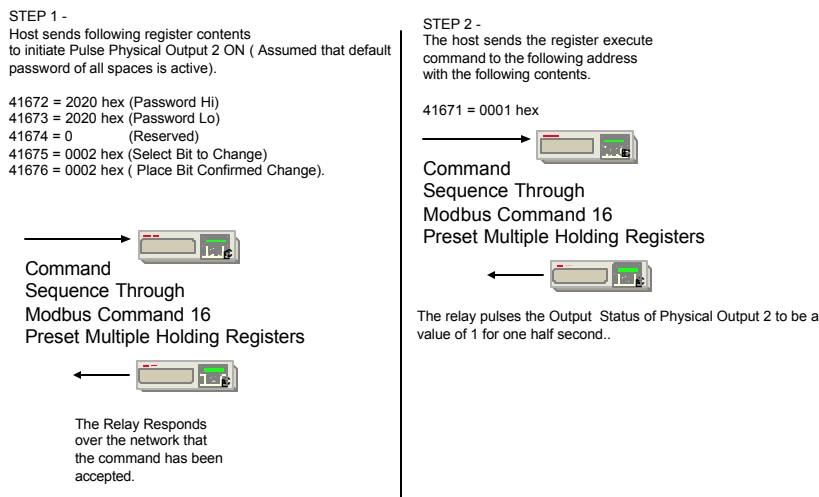 STEP 1 -
Host sends following register contents
to initiate Pulse Physical Output 2 ON ( Assumed that default
password of all spaces is active).
41672 = 2020 hex (Password Hi)
41673 = 2020 hex (Password Lo)
41674 = 0 (Reserved)
41675 = 0002 hex (Select Bit to Change)
41676 = 0002 hex ( Place Bit Confirmed Change).
Command
Sequence Through
Modbus Command 16
Preset Multiple Holding Registers
The Relay Responds
over the network that
the command has been
accepted.
STEP 2 -
The host sends the register execute
command to the following address
with the following contents.
41671 = 0001 hex
Command
Sequence Through
Modbus Command 16
Preset Multiple Holding Registers
The relay pulses the Output Status of Physical Output 2 to be a
value of 1 for one half second..